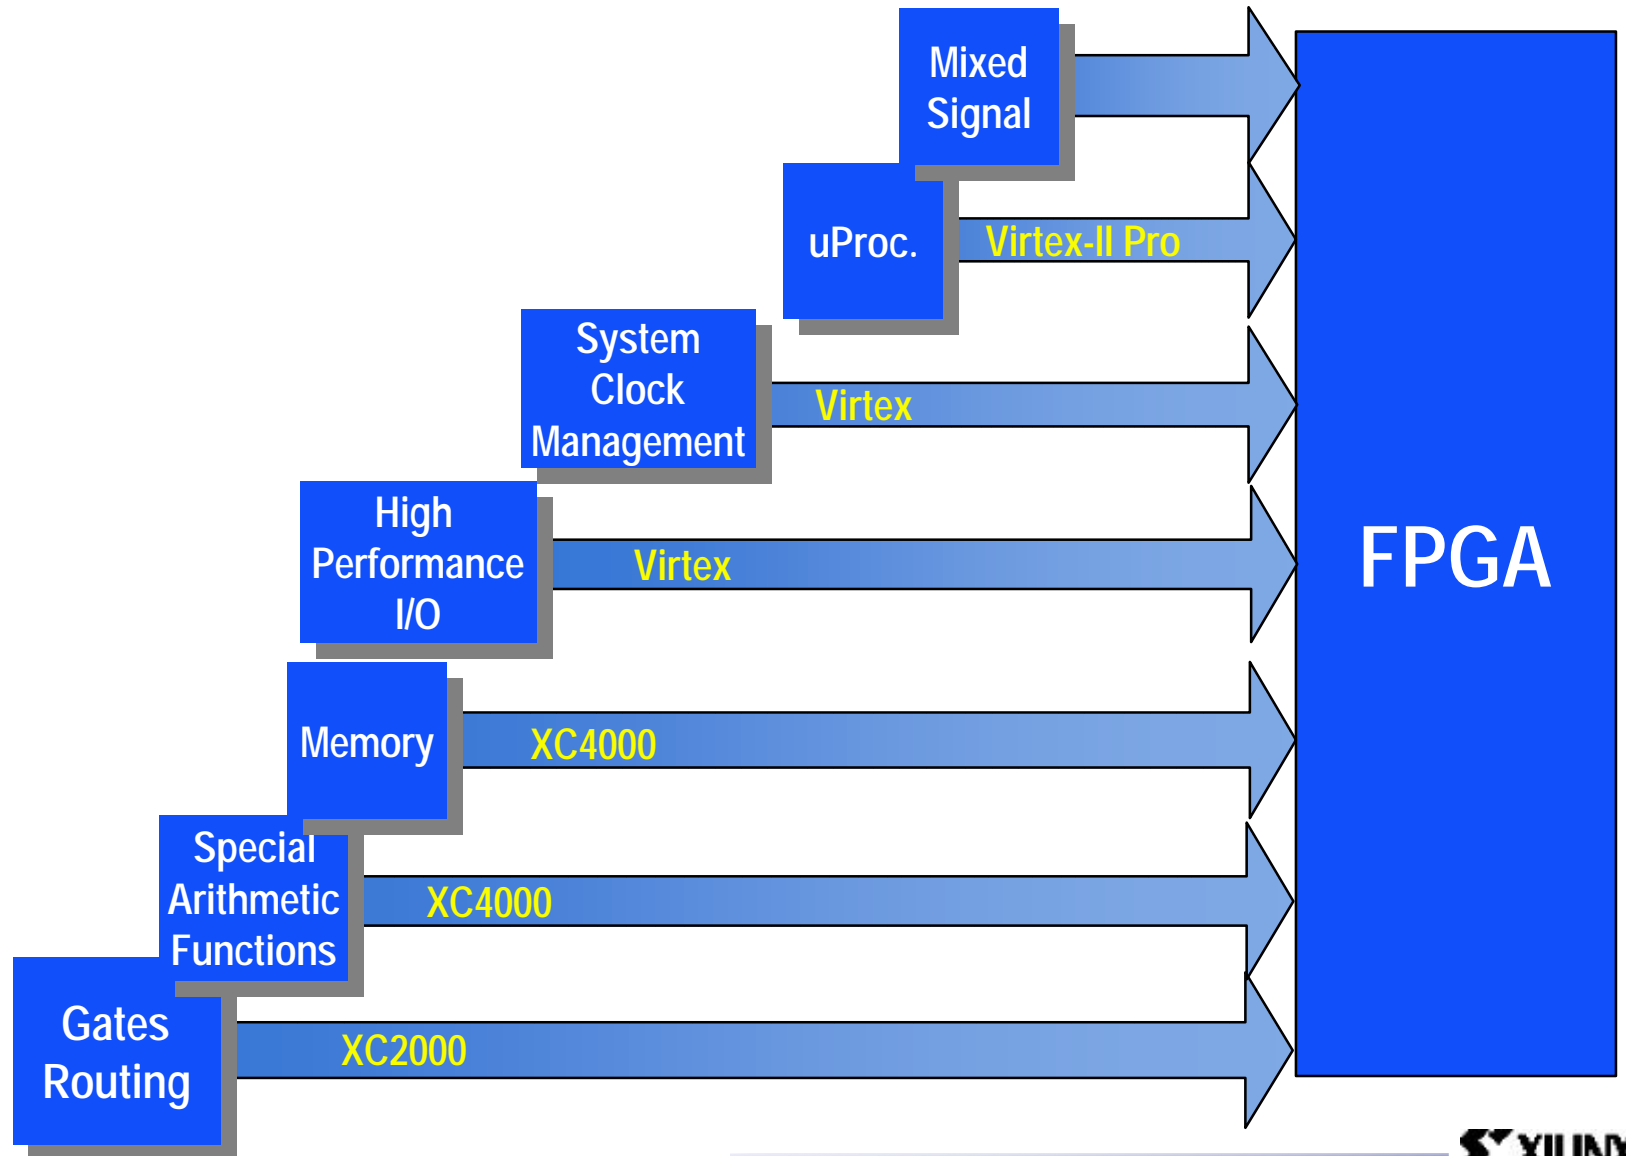 Mixed
Signal
uProc.
Virtex-II Pro
System
Clock
Management
Virtex
High
Performance
I/O
Virtex
FPGA
Memory
XC4000
Special
Arithmetic
Functions
XC4000
Gates
Routing
XC2000
XILINX